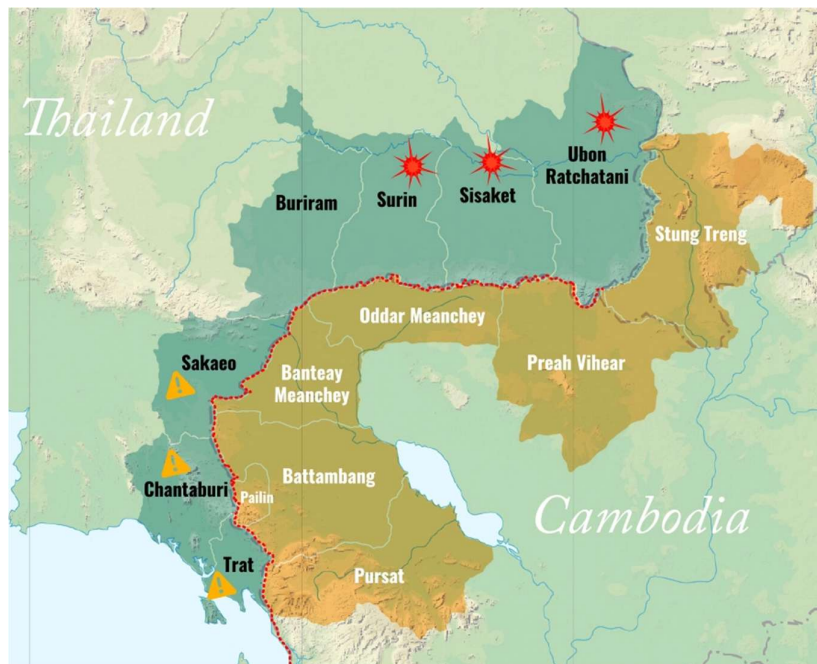 Thailand
Buriram
Surin
Sisaket
Ubon
Ratchatani
Stung Treng
Oddar Meanchey
Preah Vihear
Sakaeo
Banteay
Meanchey
Chantaburi
Battambang
Pailin
Cambodia
Trat
Pursat